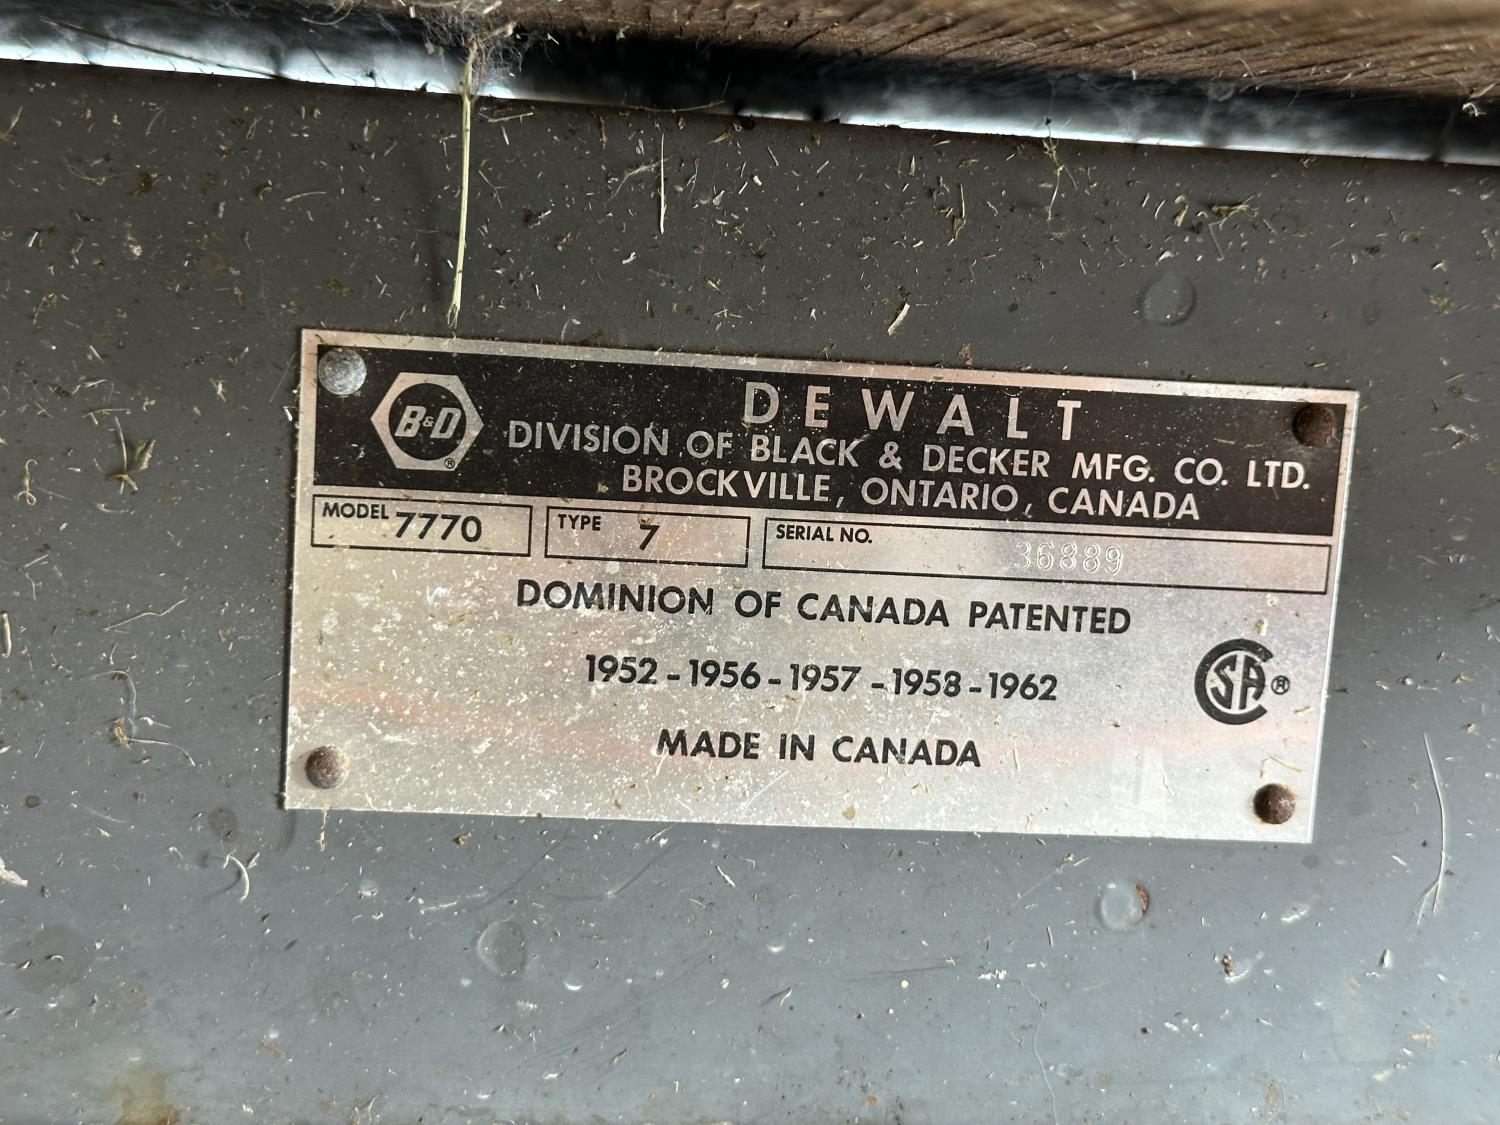 B&D ®
DEWALT
DIVISION OF BLACK & DECKER MFG. CO. LTD.
BROCKVILLE, ONTARIO, CANADA
MODEL 7770 TYPE 7 SERIAL NO. 36889
DOMINION OF CANADA PATENTED
1952-1956-1957-1958-1962
CSA ®
MADE IN CANADA